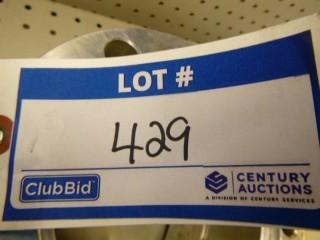 LOT #
429
ClubBid
CENTURY
AUCTIONS
A DIVISION OF CENTURY SERVICES